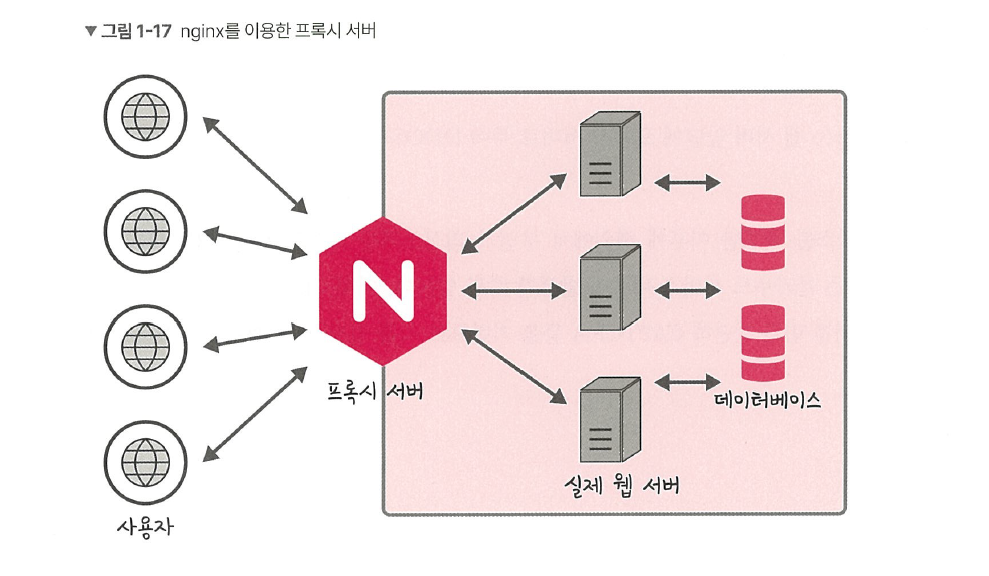 ▼ 그림 1-17 nginx를 이용한 프록시 서버
N
프록시 서버
데이터베이스
실제 웹 서버
사용자